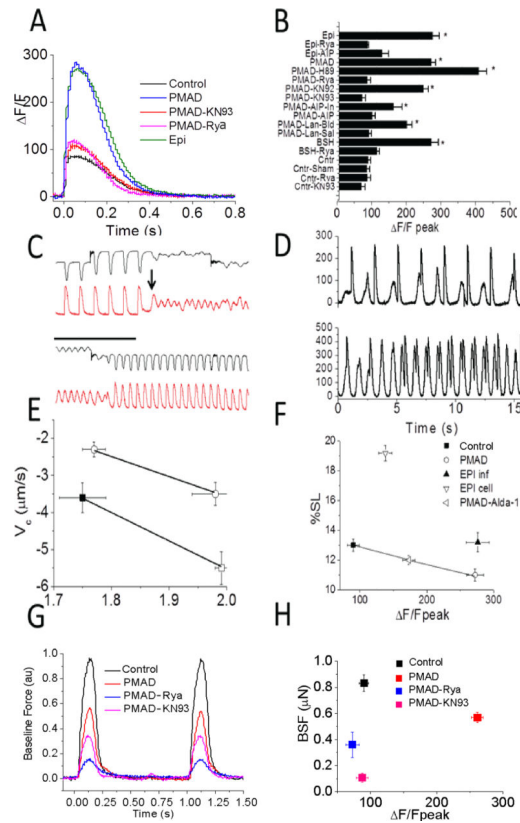 A
300
200
100
0
ΔF/F
Control
PMAD
PMAD-KN93
PMAD-Rya
Epi
0.0 0.2 0.4 0.6 0.8
Time (s)
B
Epi
Epi-Rya
Epi-AIP
PMAD
PMAD-H89
PMAD-Rya
PMAD-KN92
PMAD-KN93
PMAD-AIP-In
PMAD-AIP
PMAD-Lan-Bld
PMAD-Lan-Sal
BSH
BSH-Rya
Cntr
Cntr-Sham
Cntr-Rya
Cntr-KN93
* * * * * * *
0 100 200 300 400 500
ΔF/F peak
C
D
300
200
100
0
400
300
200
100
0
0 5 10 15
Time (s)
E
-2
-3
-4
-5
-6
V_c (μm/s)
1.7 1.8 1.9 2.0
F
20
18
16
14
12
10
%SL
Control
PMAD
EPI inf
EPI cell
PMAD-Alda-1
100 200 300
ΔF/Fpeak
G
1.0
0.8
0.6
0.4
0.2
0.0
Baseline Force (au)
Control
PMAD
PMAD-Rya
PMAD-KN93
0.00 0.25 0.50 0.75 1.00 1.25 1.50
Time (s)
H
1.0
0.8
0.6
0.4
0.2
0.0
BSF (μN)
Control
PMAD
PMAD-Rya
PMAD-KN93
100 200 300
ΔF/Fpeak